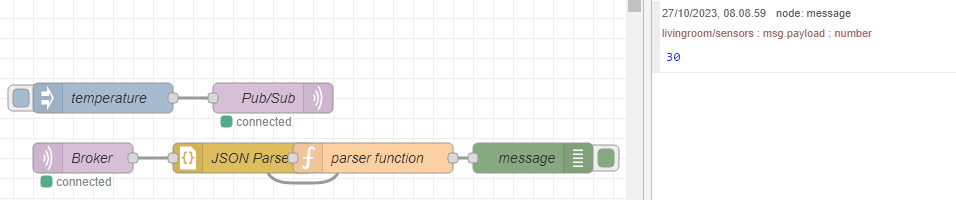 27/10/2023, 08.08.59 node: message
livingroom/sensors : msg.payload : number
30
temperature
Pub/Sub
connected
Broker
JSON Parse
parser function
message
connected